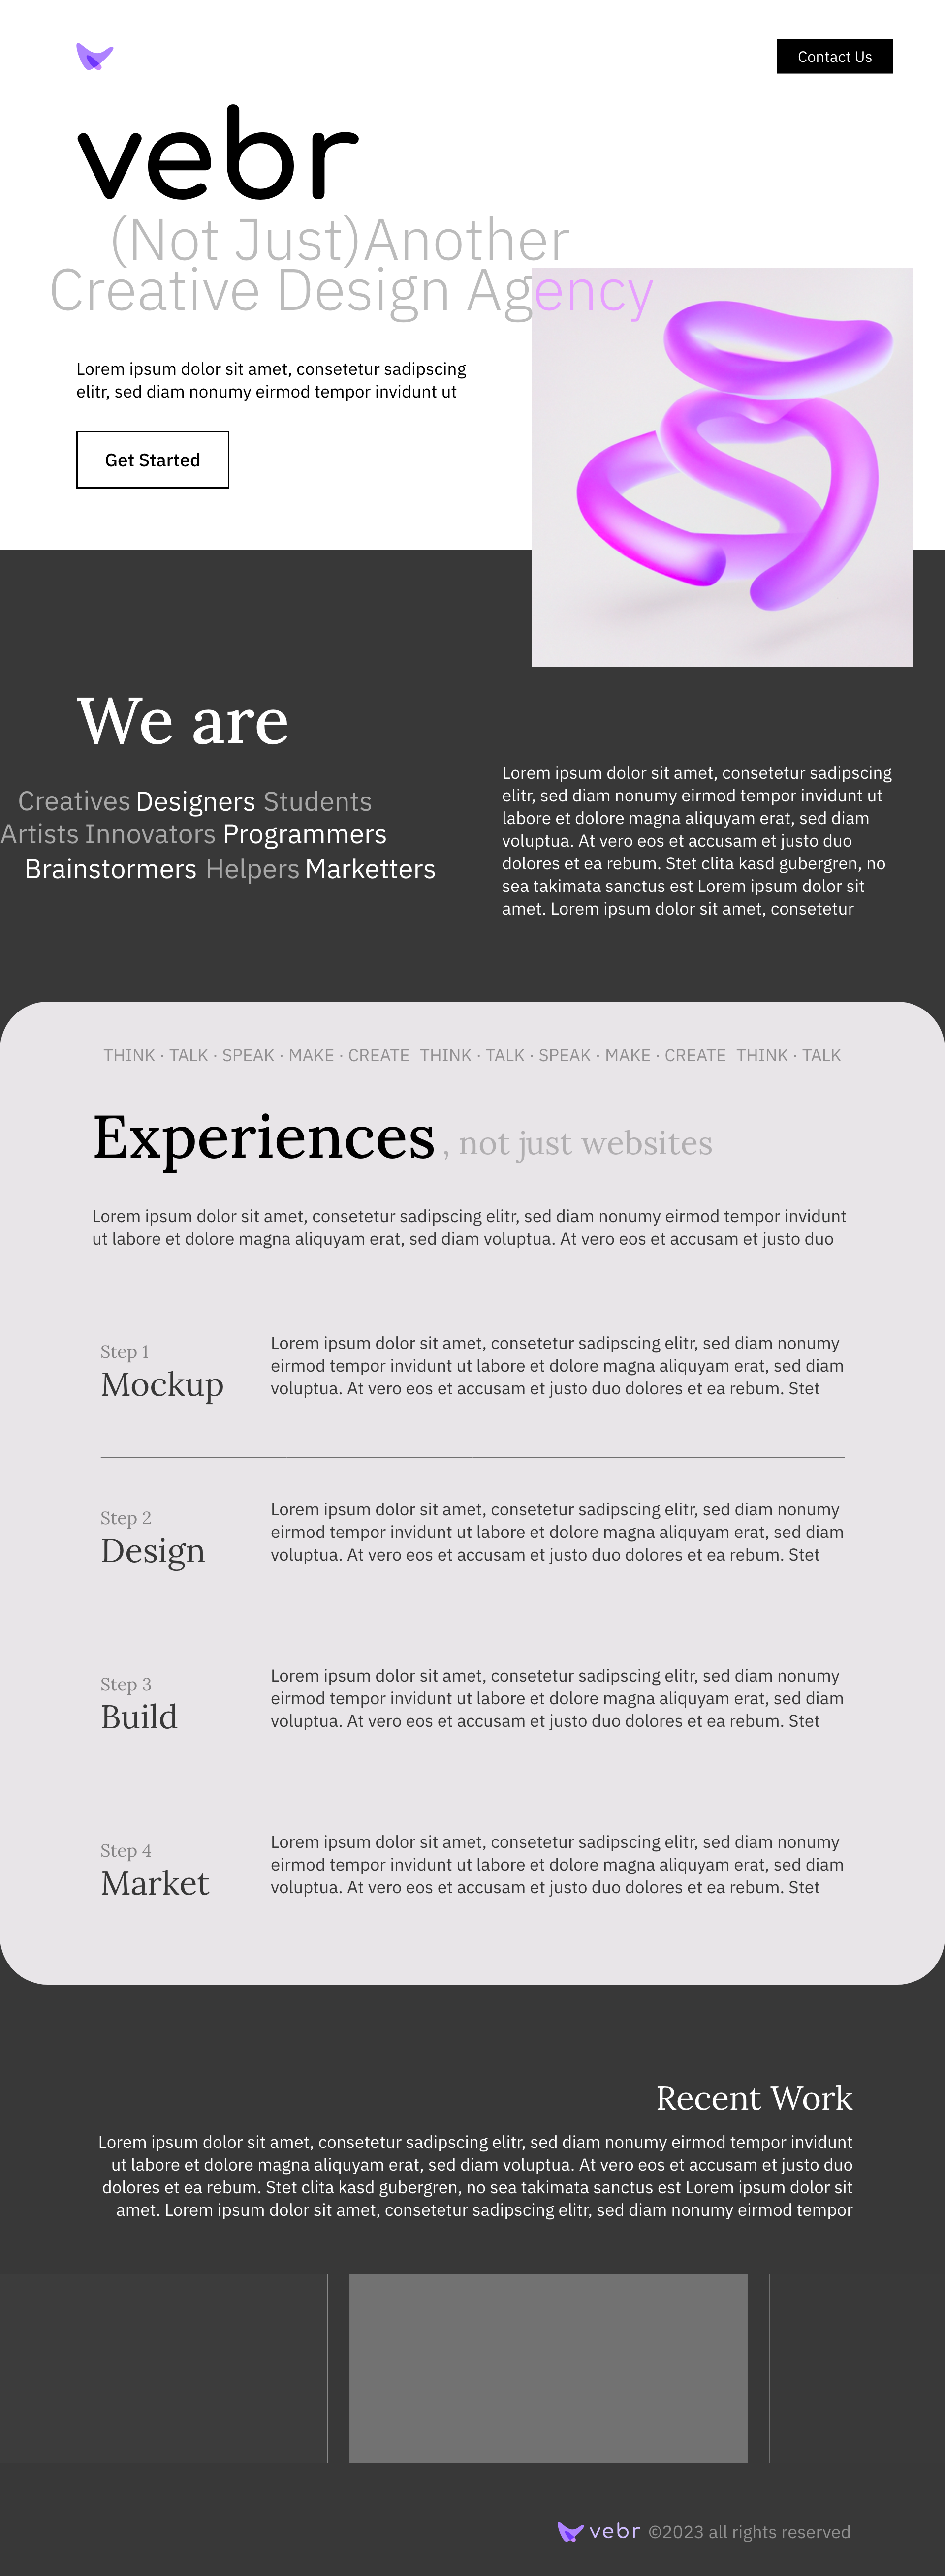 Contact Us
vebr
(Not Just)Another
Creative Design Agency
Lorem ipsum dolor sit amet, consetetur sadipscing
elitr, sed diam nonumy eirmod tempor invidunt ut
Get Started
We are
Creatives Designers Students
Artists Innovators Programmers
Brainstormers Helpers Marketters
Lorem ipsum dolor sit amet, consetetur sadipscing
elitr, sed diam nonumy eirmod tempor invidunt ut
labore et dolore magna aliquyam erat, sed diam
voluptua. At vero eos et accusam et justo duo
dolores et ea rebum. Stet clita kasd gubergren, no
sea takimata sanctus est Lorem ipsum dolor sit
amet. Lorem ipsum dolor sit amet, consetetur
THINK · TALK · SPEAK · MAKE · CREATE THINK · TALK · SPEAK · MAKE · CREATE THINK · TALK
Experiences , not just websites
Lorem ipsum dolor sit amet, consetetur sadipscing elitr, sed diam nonumy eirmod tempor invidunt
ut labore et dolore magna aliquyam erat, sed diam voluptua. At vero eos et accusam et justo duo
Step 1
Mockup
Lorem ipsum dolor sit amet, consetetur sadipscing elitr, sed diam nonumy
eirmod tempor invidunt ut labore et dolore magna aliquyam erat, sed diam
voluptua. At vero eos et accusam et justo duo dolores et ea rebum. Stet
Step 2
Design
Lorem ipsum dolor sit amet, consetetur sadipscing elitr, sed diam nonumy
eirmod tempor invidunt ut labore et dolore magna aliquyam erat, sed diam
voluptua. At vero eos et accusam et justo duo dolores et ea rebum. Stet
Step 3
Build
Lorem ipsum dolor sit amet, consetetur sadipscing elitr, sed diam nonumy
eirmod tempor invidunt ut labore et dolore magna aliquyam erat, sed diam
voluptua. At vero eos et accusam et justo duo dolores et ea rebum. Stet
Step 4
Market
Lorem ipsum dolor sit amet, consetetur sadipscing elitr, sed diam nonumy
eirmod tempor invidunt ut labore et dolore magna aliquyam erat, sed diam
voluptua. At vero eos et accusam et justo duo dolores et ea rebum. Stet
Recent Work
Lorem ipsum dolor sit amet, consetetur sadipscing elitr, sed diam nonumy eirmod tempor invidunt
ut labore et dolore magna aliquyam erat, sed diam voluptua. At vero eos et accusam et justo duo
dolores et ea rebum. Stet clita kasd gubergren, no sea takimata sanctus est Lorem ipsum dolor sit
amet. Lorem ipsum dolor sit amet, consetetur sadipscing elitr, sed diam nonumy eirmod tempor
vebr ©2023 all rights reserved